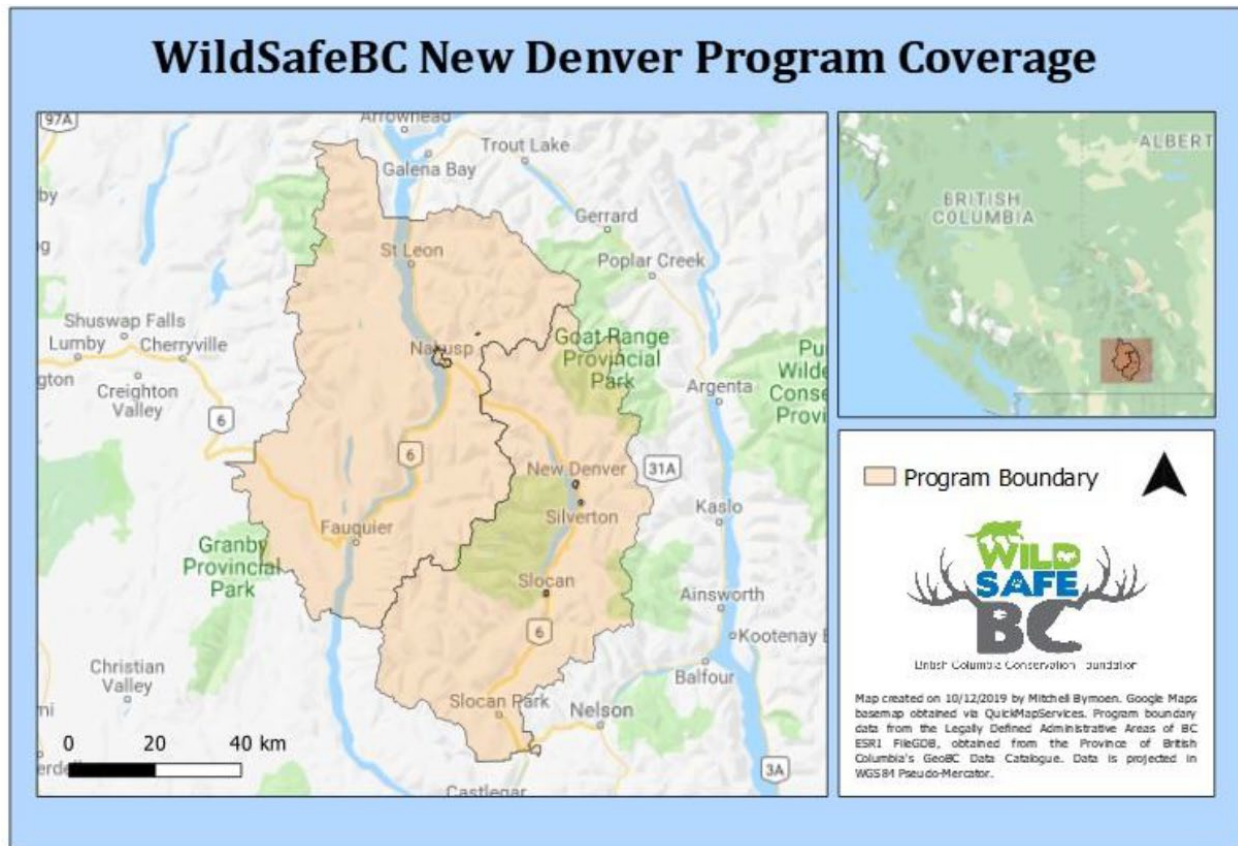 WildSafeBC New Denver Program Coverage
97A
Arrowhead
Trout Lake
Galena Bay
by
Gerrard
St Leon
Poplar Creek
Shuswap Falls
Lumby
Cherryville
Nakusp
Goat Range
Provincial
Park
Creighton
Valley
Argenta
6
6
New Denver
31A
Silverton
Kaslo
Fauquier
Granby
Provincial
Park
Slocan
Ainsworth
6
Kootenay
Balfour
Christian
Valley
Slocan Park
Nelson
0 20 40 km
3A
Castlegar
ALBERT
BRITISH
COLUMBIA
Program Boundary
WILD
SAFE
BC
British Columbia Conservation Foundation
Map created on 10/12/2019 by Mitchell Bymoen. Google Maps
basemap obtained via QuickMapServices. Program boundary
data from the Legally Defined Administrative Areas of BC
ESRI FileGDB, obtained from the Province of British
Columbia's GeoBC Data Catalogue. Data is projected in
WGS84 Pseudo-Mercator.